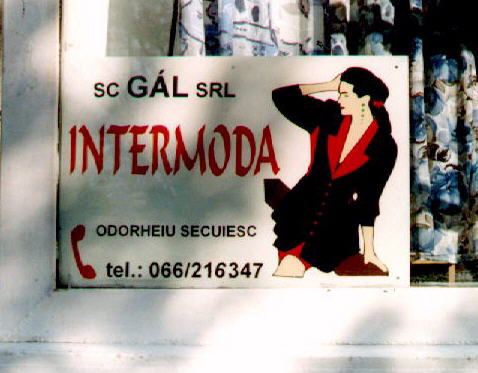 SC GÁL SRL
INTERMODA
ODORHEIU SECUIESC
tel.: 066/216347